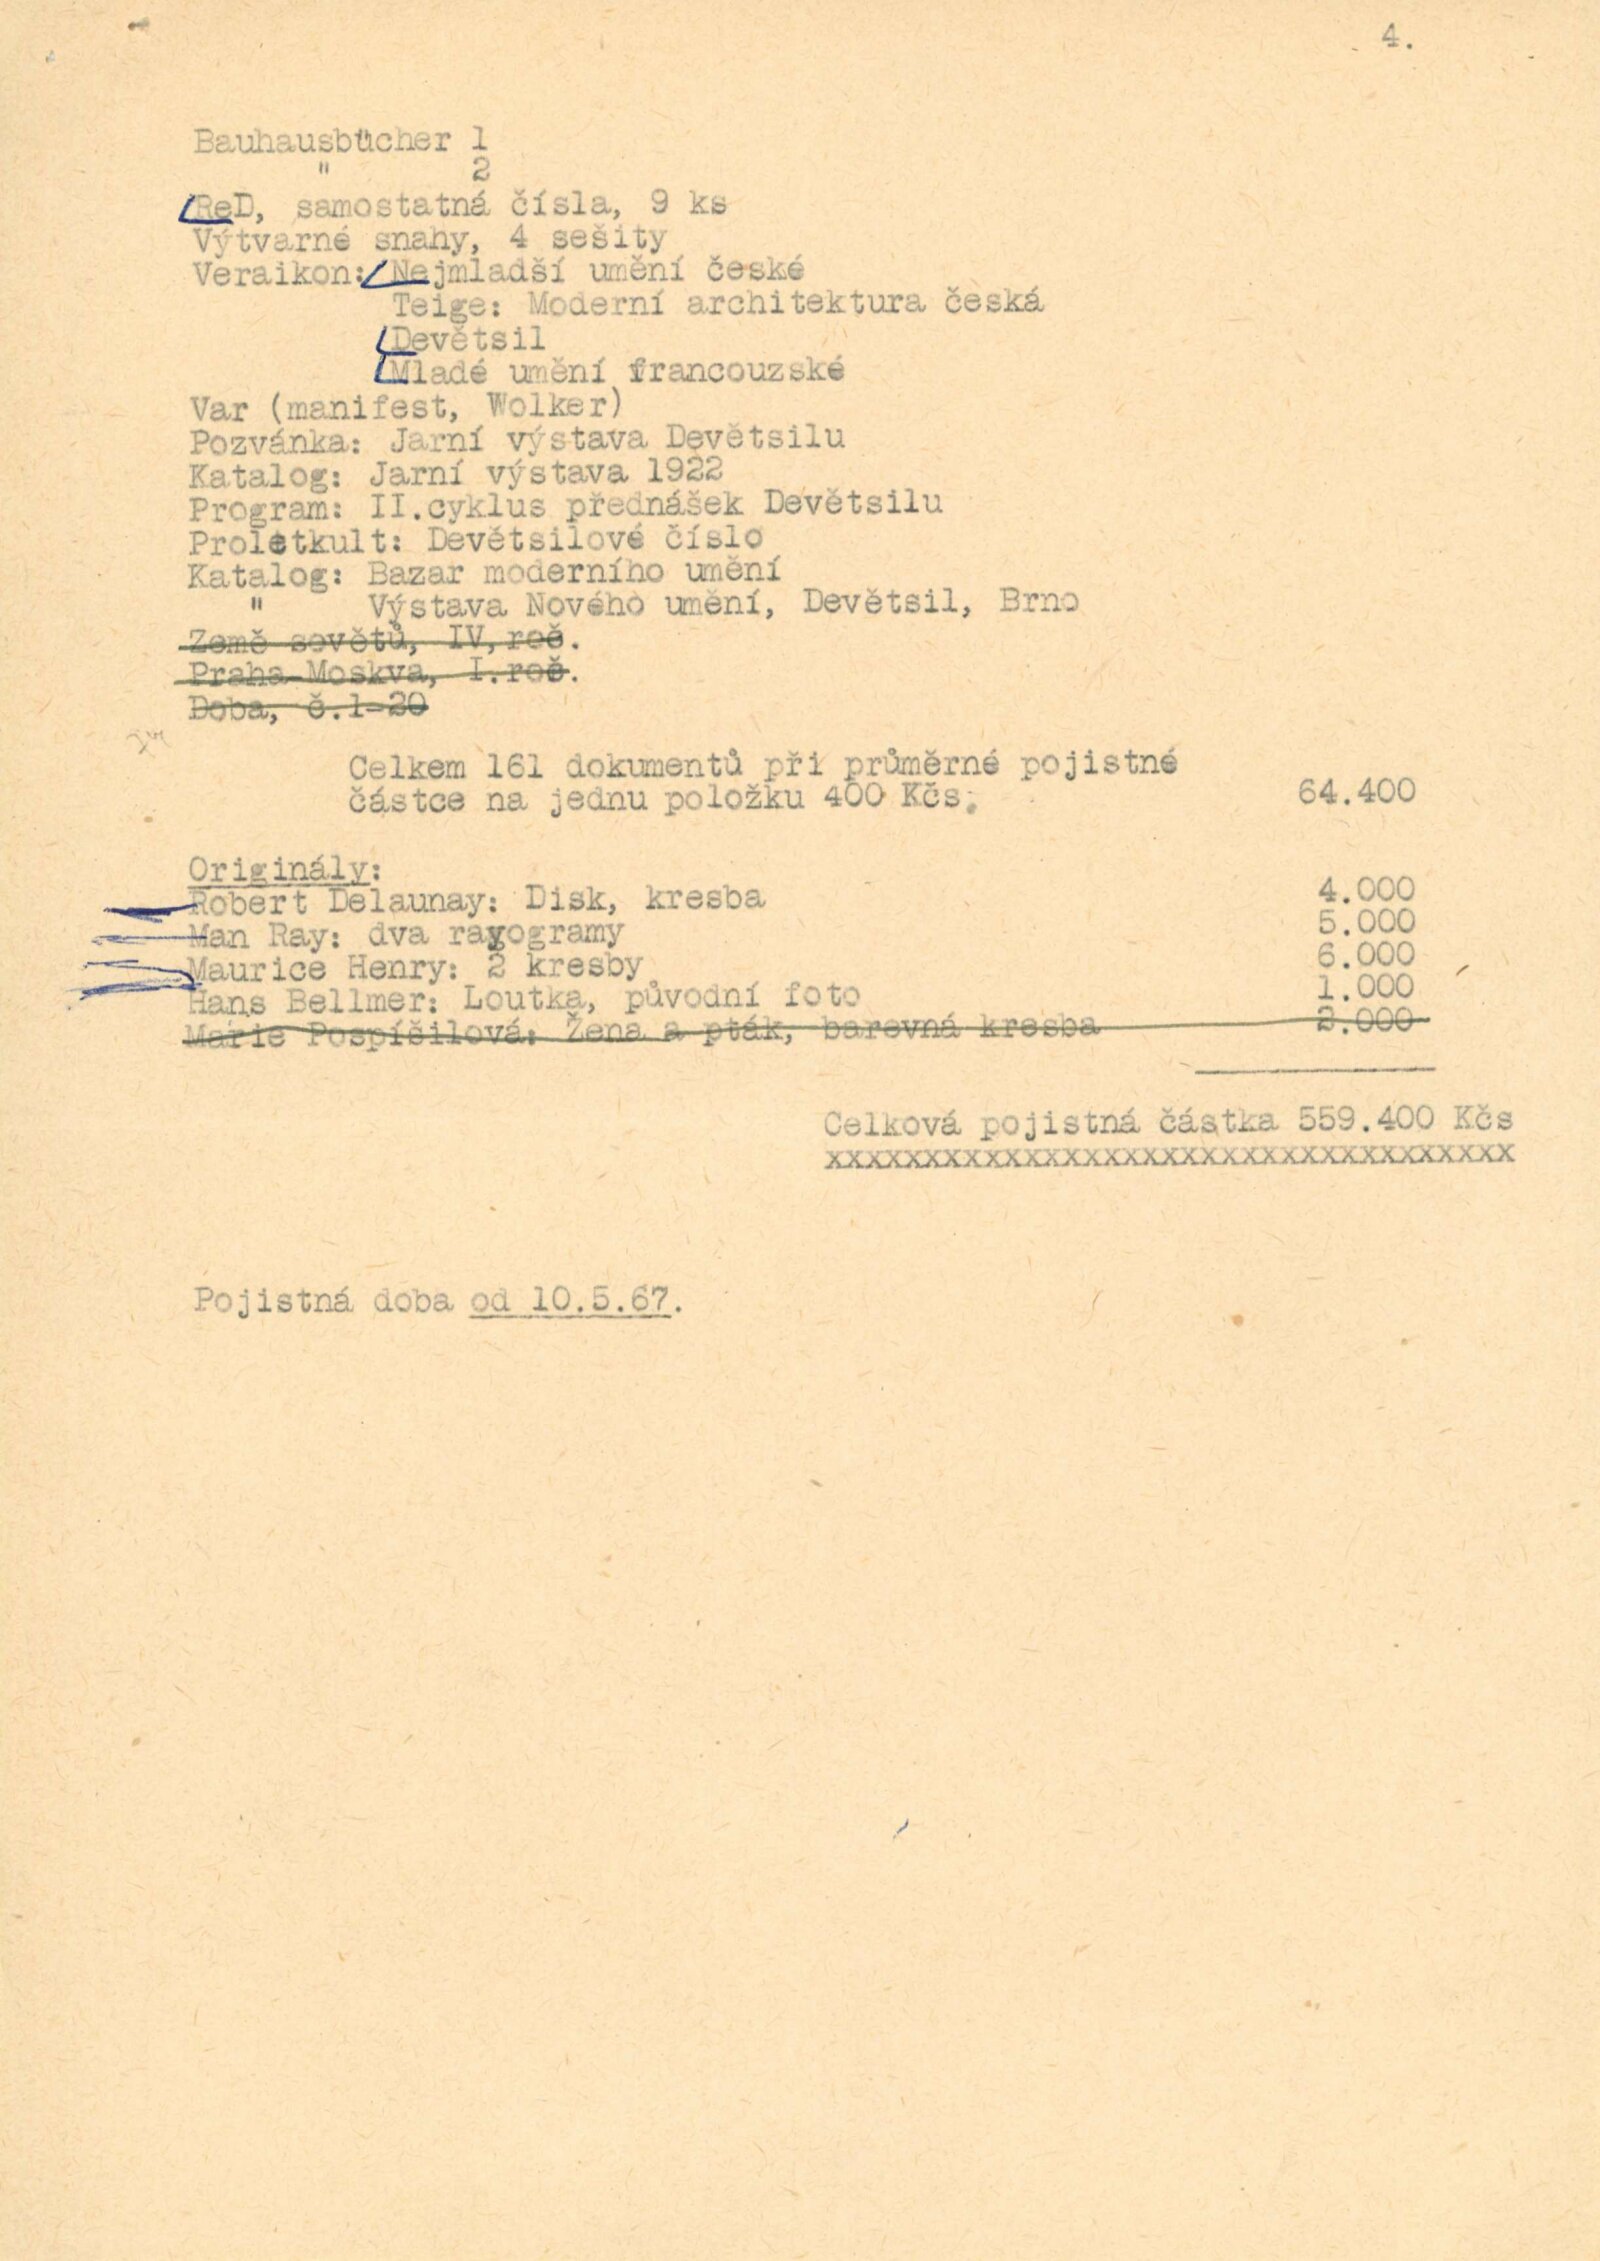 4.
Bauhausbücher 1
" 2
ReD, samostatná čísla, 9 ks
Výtvarné snahy, 4 sešity
Veraikon: Nejmladší umění české
Teige: Moderní architektura česká
Devětsil
Mladé umění francouzské
Var (manifest, Wolker)
Pozvánka: Jarní výstava Devětsilu
Katalog: Jarní výstava 1922
Program: II.cyklus přednášek Devětsilu
Proletkult: Devětsilové číslo
Katalog: Bazar moderního umění
" Výstava Nového umění, Devětsil, Brno
Země sovětů, IV, roč.
Praha-Moskva, I. roč.
Doba, č.1-20
Celkem 161 dokumentů při průměrné pojistné
částce na jednu položku 400 Kčs. 64.400
Originály:
Robert Delaunay: Disk, kresba 4.000
Man Ray: dva rayogramy 5.000
Maurice Henry: 2 kresby 6.000
Hans Bellmer: Loutka, původní foto 1.000
Marie Pospíšilová: Žena a pták, barevná kresba 2.000
Celková pojistná částka 559.400 Kčs
xxxxxxxxxxxxxxxxxxxxxxxxxxxxxxxxxxx
Pojistná doba od 10.5.67.